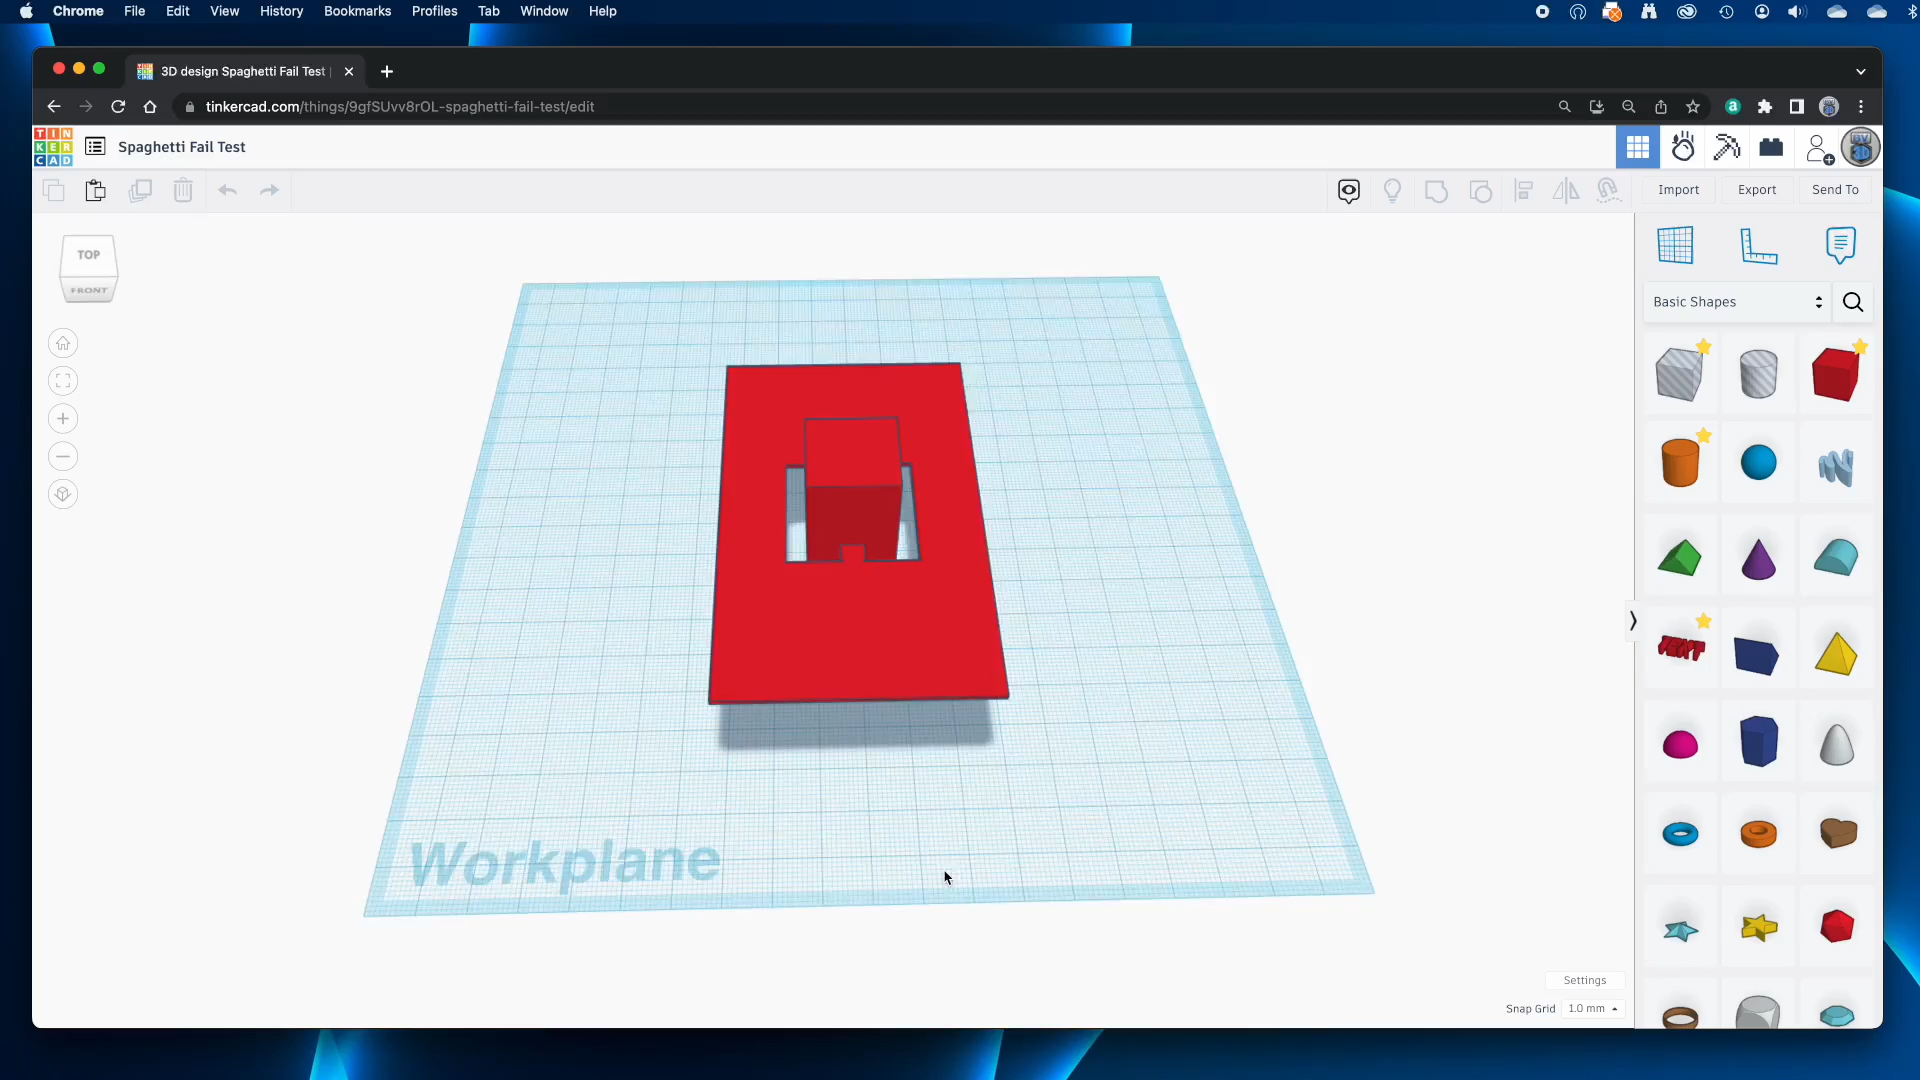 Chrome File Edit View History Bookmarks Profiles Tab Window Help
3D design Spaghetti Fail Test
tinkercad.com/things/9gfSUvv8rOL-spaghetti-fail-test/edit
TIN
KER
CAD
Spaghetti Fail Test
Import Export Send To
TOP
FRONT
Basic Shapes
TEXT
Workplane
Settings
Snap Grid 1.0 mm